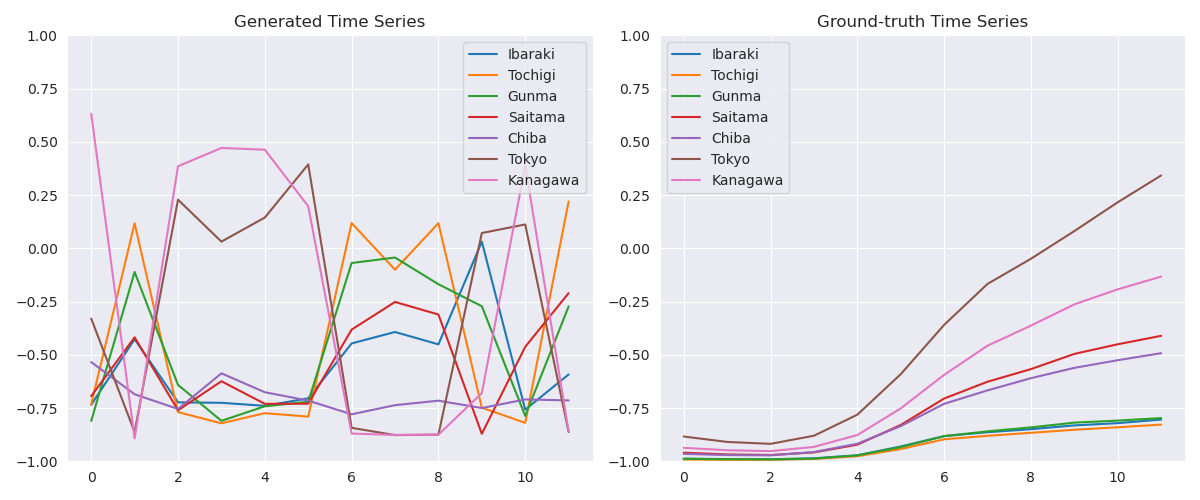 Generated Time Series
1.00
0.75
0.50
0.25
0.00
−0.25
−0.50
−0.75
−1.00
0 2 4 6 8 10
Ibaraki
Tochigi
Gunma
Saitama
Chiba
Tokyo
Kanagawa
Ground-truth Time Series
1.00
0.75
0.50
0.25
0.00
−0.25
−0.50
−0.75
−1.00
0 2 4 6 8 10
Ibaraki
Tochigi
Gunma
Saitama
Chiba
Tokyo
Kanagawa